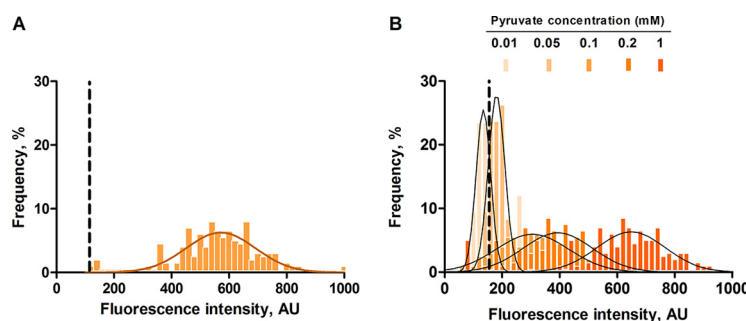 A
B
Pyruvate concentration (mM)
0.01 0.05 0.1 0.2 1
30
20
10
0
Frequency, %
0 200 400 600 800 1000
Fluorescence intensity, AU
30
20
10
0
Frequency, %
0 200 400 600 800 1000
Fluorescence intensity, AU